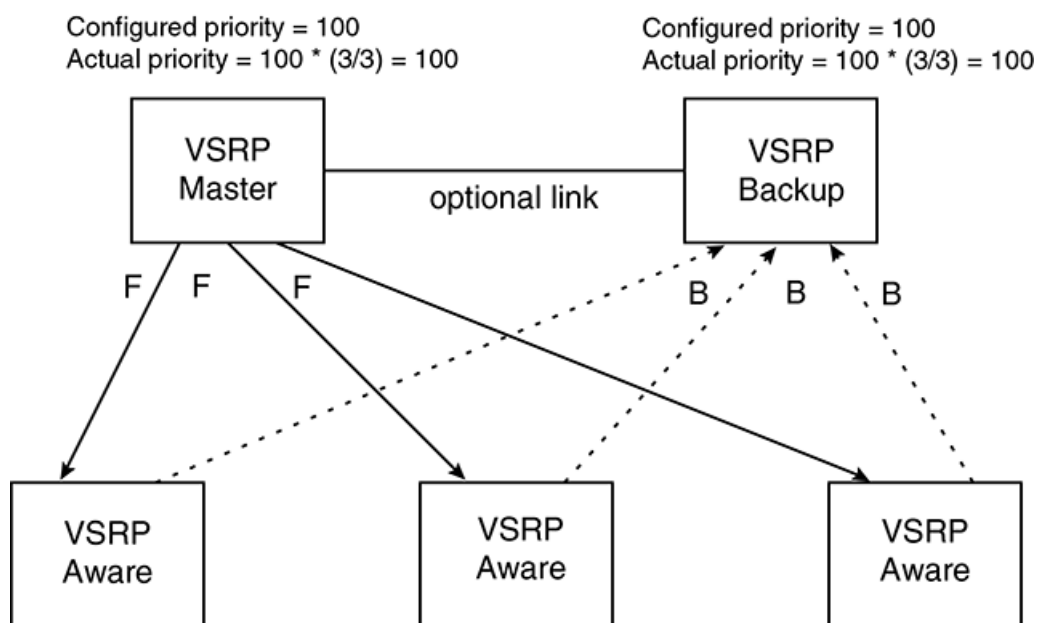 Configured priority = 100
Actual priority = 100 * (3/3) = 100
Configured priority = 100
Actual priority = 100 * (3/3) = 100
VSRP
Master
optional link
VSRP
Backup
F
F
F
B
B
B
VSRP
Aware
VSRP
Aware
VSRP
Aware